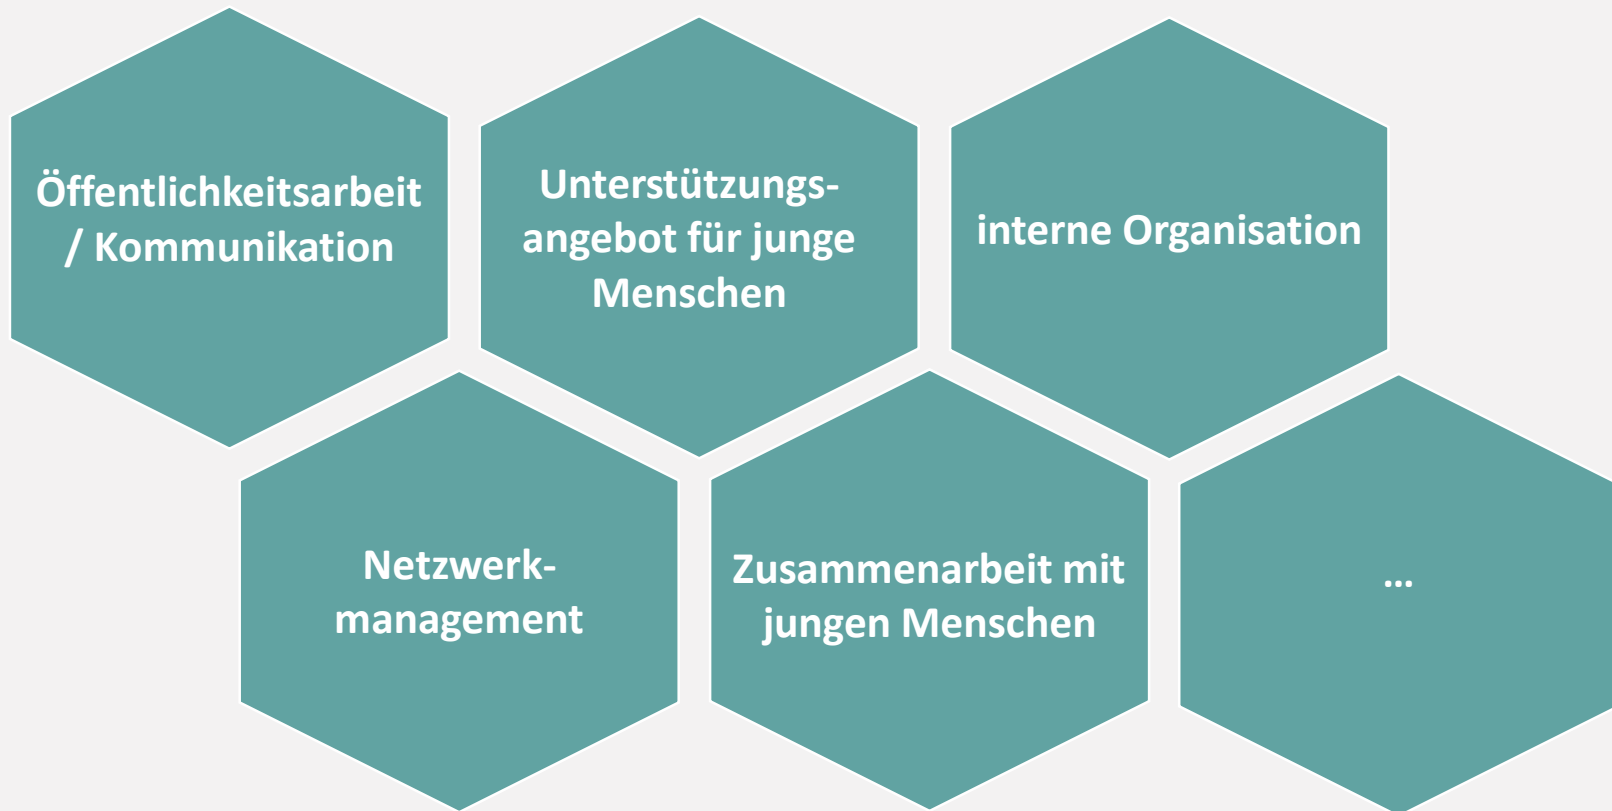 Öffentlichkeitsarbeit
/ Kommunikation
Unterstützungs-
angebot für junge
Menschen
interne Organisation
Netzwerk-
management
Zusammenarbeit mit
jungen Menschen
...